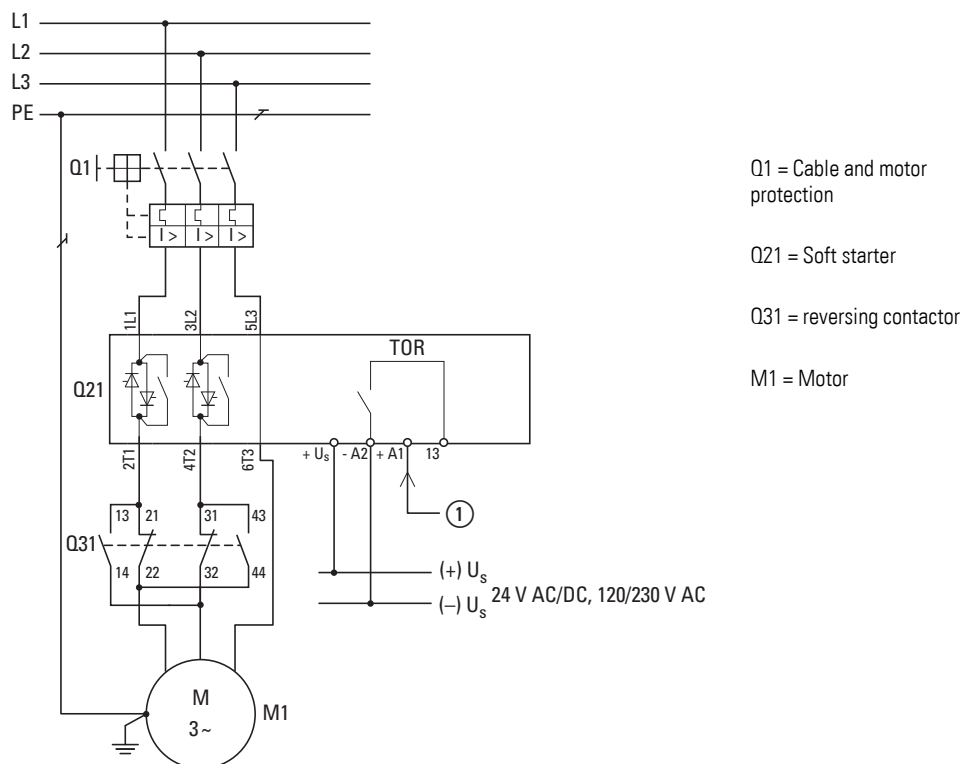 L1
L2
L3
PE
Q1
Q1 = Cable and motor
protection
I > I > I >
Q21 = Soft starter
1L1 3L2 5L3
Q31 = reversing contactor
TOR
M1 = Motor
Q21
2T1 4T2 6T3
+ Us - A2 + A1 13
13 21 31 43
1
Q31
14 22 32 44
(+) Us
24 V AC/DC, 120/230 V AC
(–) Us
M
3 ~
M1